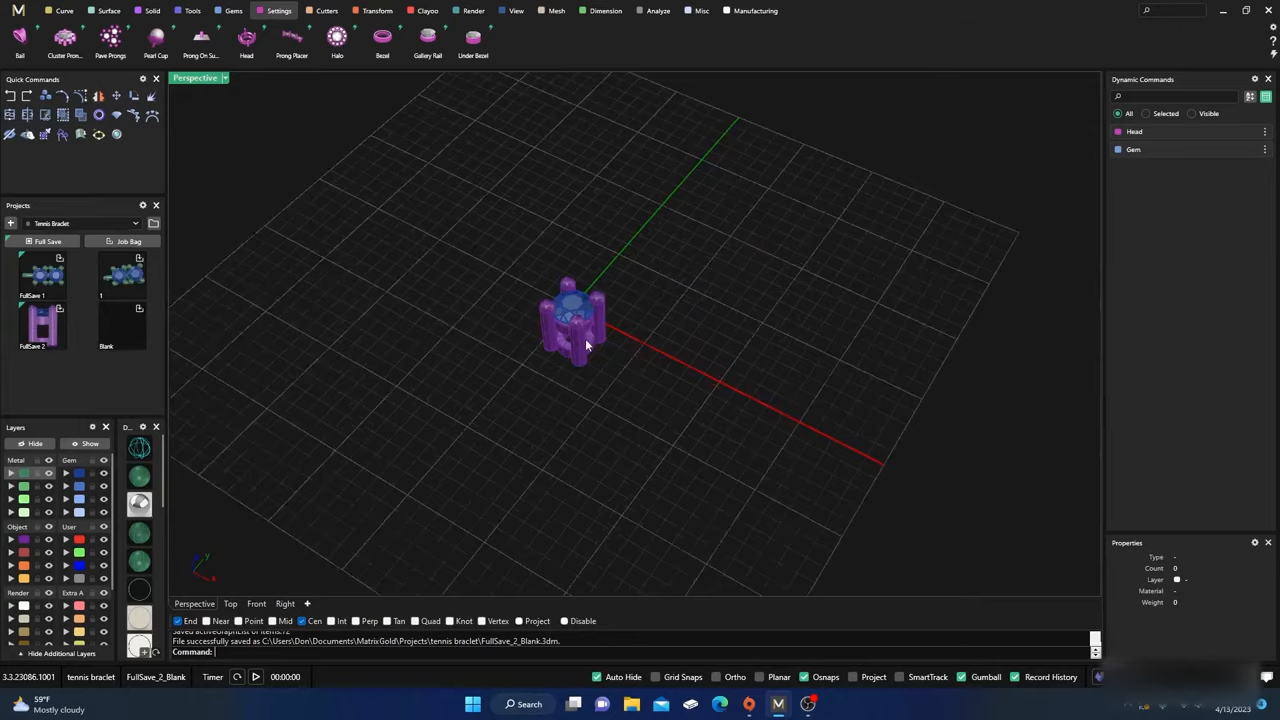 Curve Surface Solid Tools Gems Settings Cutters Transform Clayoo Render View Mesh Dimension Analyze Misc Manufacturing
Bail Cluster Pron... Pave Prongs Pearl Cup Prong On Su... Head Prong Placer Halo Bezel Gallery Rail Under Bezel
Quick Commands
Perspective
Dynamic Commands
All Selected Visible
Head
Gem
Projects
Tennis Braclet
Full Save Job Bag
FullSave 1 1
FullSave 2 Blank
Layers D...
Hide Show
Metal Gem
Object User
Render Extra A
Hide Additional Layers
z y x
Perspective Top Front Right
End Near Point Mid Cen Int Perp Tan Quad Knot Vertex Project Disable
File successfully saved as C:\Users\Don\Documents\MatrixGold\Projects\tennis braclet\FullSave_2_Blank.3dm.
Command:
Properties
Type -
Count 0
Layer -
Material -
Weight 0
3.3.23086.1001 tennis braclet FullSave_2_Blank Timer 00:00:00 Auto Hide Grid Snaps Ortho Planar Osnaps Project SmartTrack Gumball Record History
59°F
Mostly cloudy
Search
4/13/2023